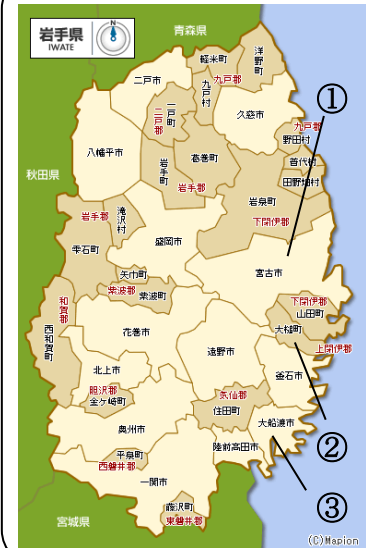 岩手県
IWATE
N
青森県
洋野町
軽米町
二戸市
九戸郡
九戸村
一戸町
二戸郡
久慈市
①
九戸郡
野田村
八幡平市
葛巻町
普代村
岩手町
田野畑村
秋田県
岩手郡
岩泉町
岩手郡
滝沢村
下閉伊郡
盛岡市
雫石町
宮古市
矢巾町
紫波郡
紫波町
和賀郡
下閉伊郡
山田町
西和賀町
花巻市
大槌町
遠野市
上閉伊郡
北上市
釜石市
胆沢郡
気仙郡
金ヶ崎町
住田町
奥州市
大船渡市
②
平泉町
陸前高田市
西磐井郡
一関市
③
藤沢町
宮城県
東磐井郡
(C)Mapion